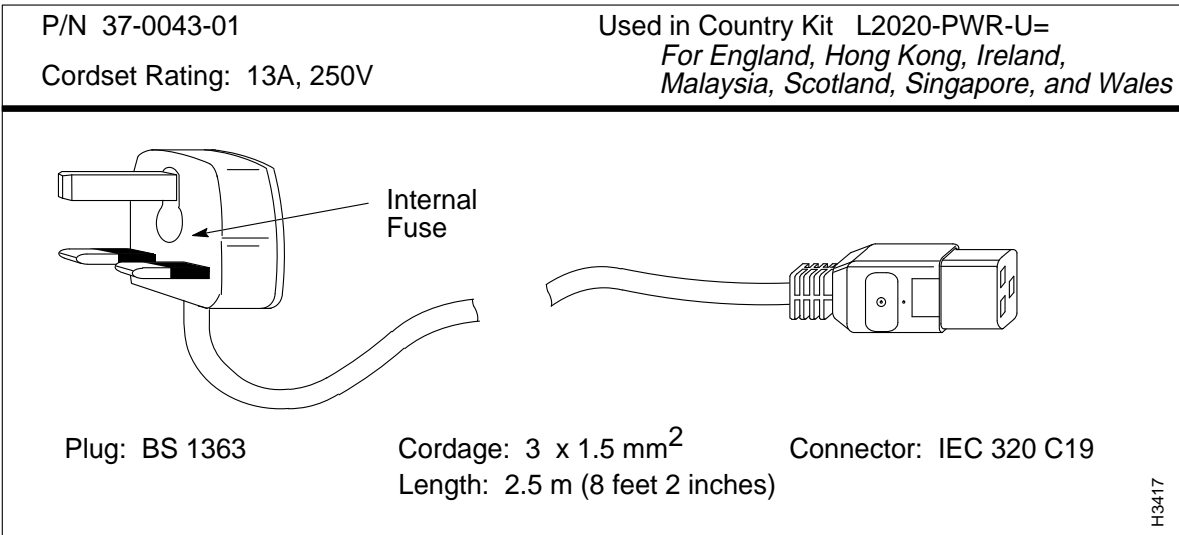 P/N 37-0043-01
Cordset Rating: 13A, 250V
Used in Country Kit L2020-PWR-U=
For England, Hong Kong, Ireland,
Malaysia, Scotland, Singapore, and Wales
Internal
Fuse
Plug: BS 1363
Cordage: 3 x 1.5 mm²
Length: 2.5 m (8 feet 2 inches)
Connector: IEC 320 C19
H3417